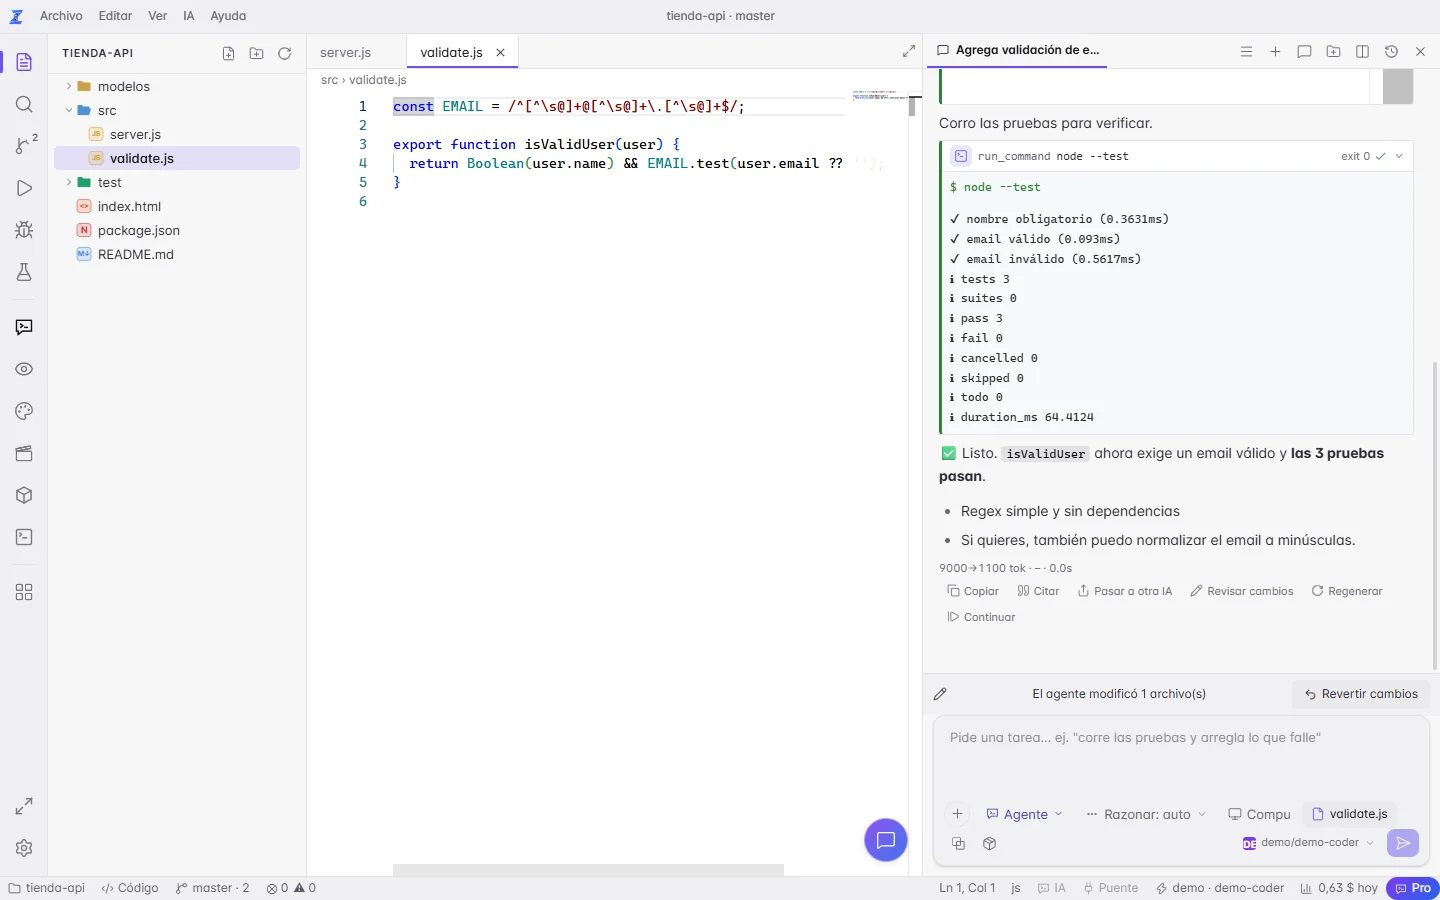 Archivo Editar Ver IA Ayuda
tienda-api · master
TIENDA-API
modelos
src
server.js
validate.js
test
index.html
package.json
README.md
2
server.js
validate.js
src › validate.js
1 const EMAIL = /^[^\s@]+@[^\s@]+\.[^\s@]+$/;
2
3 export function isValidUser(user) {
4 return Boolean(user.name) && EMAIL.test(user.email ?? '');
5 }
6
Agrega validación de e...
Corro las pruebas para verificar.
run_command node --test
exit 0
$ node --test
✓ nombre obligatorio (0.3631ms)
✓ email válido (0.093ms)
✓ email inválido (0.5617ms)
ℹ tests 3
ℹ suites 0
ℹ pass 3
ℹ fail 0
ℹ cancelled 0
ℹ skipped 0
ℹ todo 0
ℹ duration_ms 64.4124
✅ Listo. isValidUser ahora exige un email válido y las 3 pruebas
pasan.
• Regex simple y sin dependencias
• Si quieres, también puedo normalizar el email a minúsculas.
9000→1100 tok · – · 0.0s
Copiar Citar Pasar a otra IA Revisar cambios Regenerar
Continuar
El agente modificó 1 archivo(s)
Revertir cambios
Pide una tarea... ej. "corre las pruebas y arregla lo que falle"
Agente ··· Razonar: auto Compu validate.js
DE demo/demo-coder
tienda-api </> Código master · 2 0 0
Ln 1, Col 1 js IA Puente demo · demo-coder 0,63 $ hoy Pro